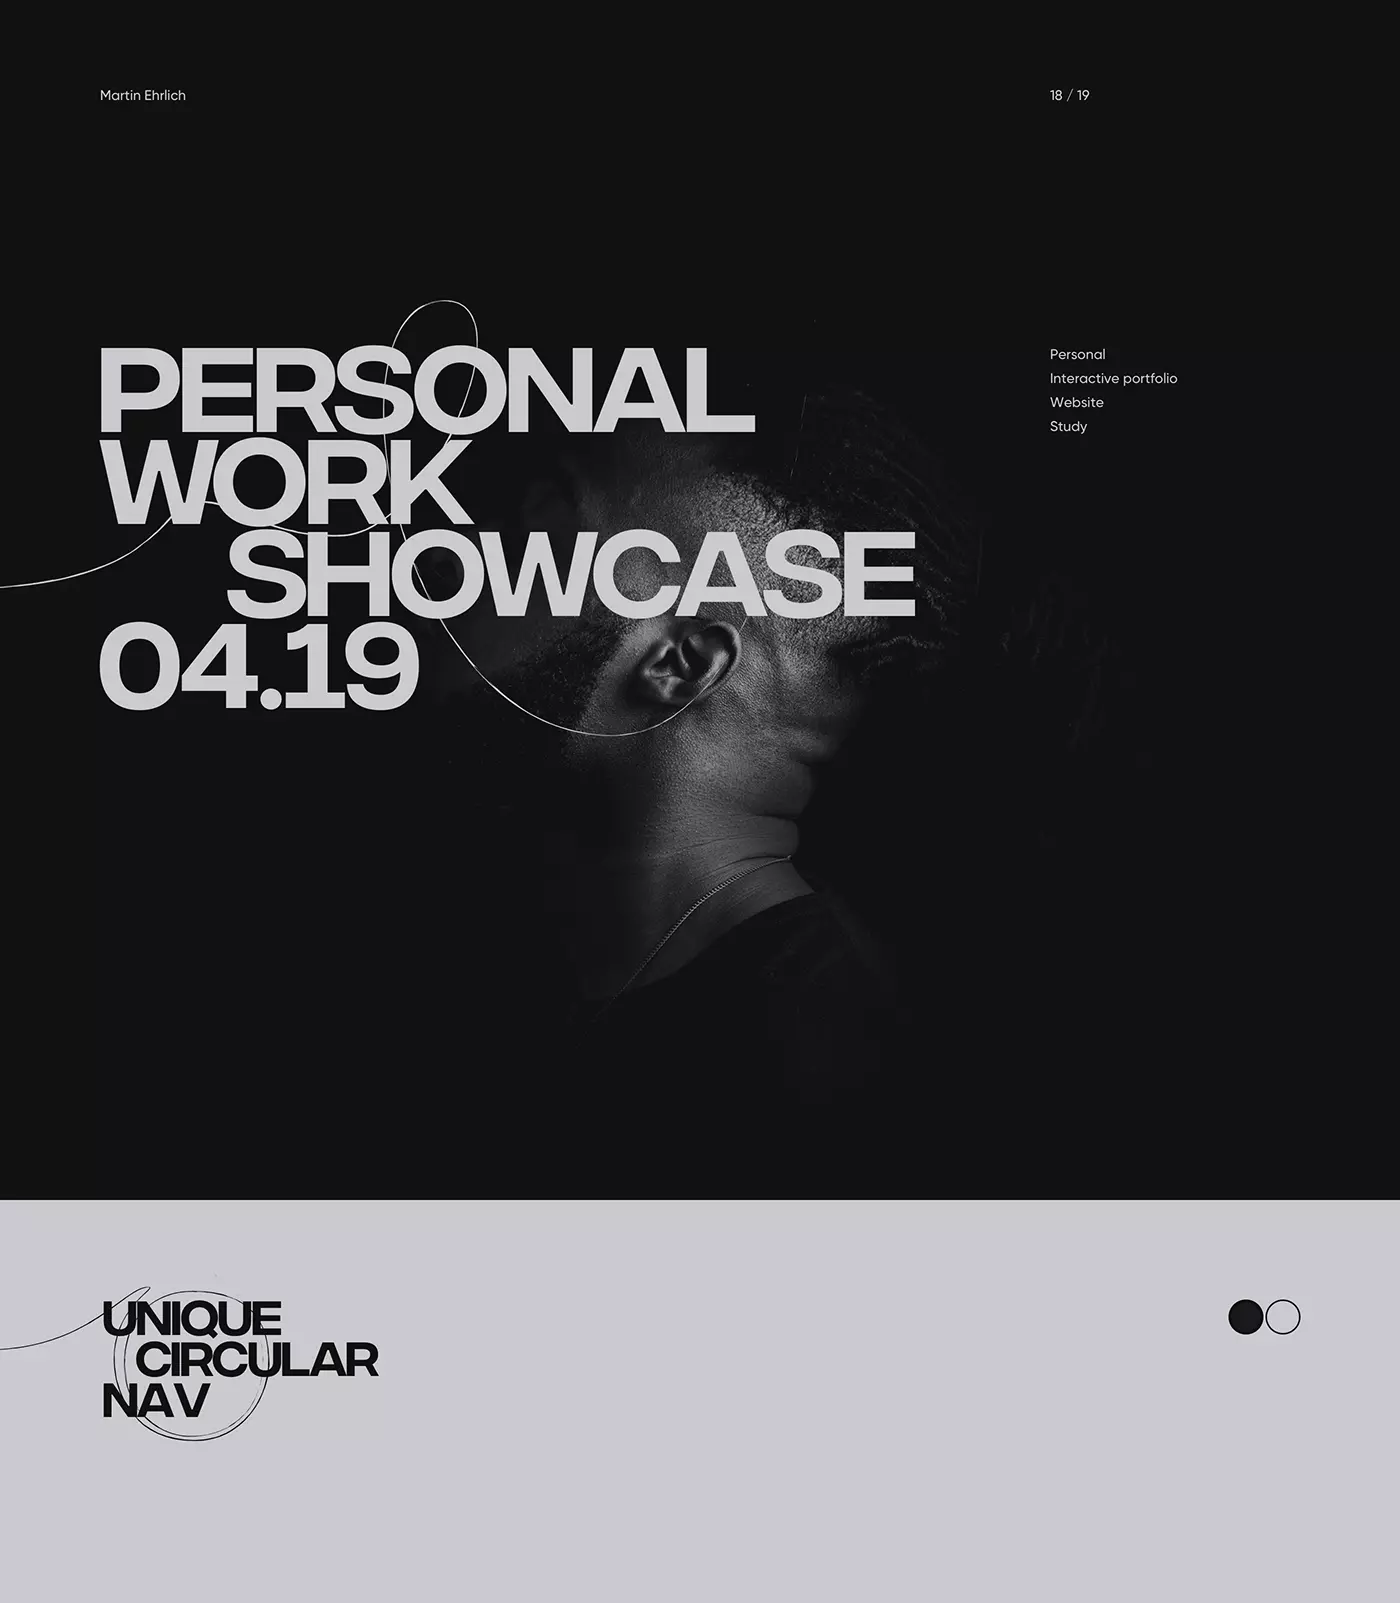 Martin Ehrlich
18 / 19
PERSONAL
WORK
SHOWCASE
04.19
Personal
Interactive portfolio
Website
Study
UNIQUE
CIRCULAR
NAV